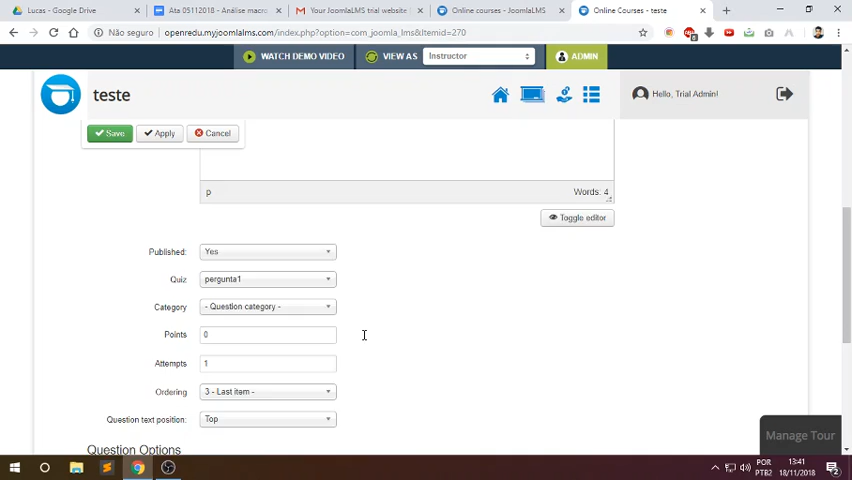 Lucas - Google Drive
Ata 05112018 - Análise macro
Your JoomlaLMS trial website
Online courses - JoomlaLMS
Online Courses - teste
Não seguro
openredu.myjoomlalms.com/index.php?option=com_joomla_lms&Itemid=270
WATCH DEMO VIDEO
VIEW AS
Instructor
ADMIN
teste
Hello, Trial Admin!
Save
Apply
Cancel
p
Words: 4
Toggle editor
Published:
Yes
Quiz
pergunta1
Category
- Question category -
Points
0
Attempts
1
Ordering
3 - Last item -
Question text position:
Top
Question Options
Manage Tour
POR
PTB2
13:41
18/11/2018
2